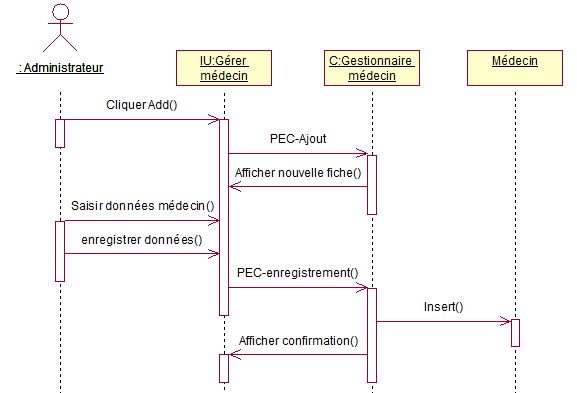 : Administrateur
IU:Gérer
médecin
C:Gestionnaire
médecin
Médecin
Cliquer Add()
PEC-Ajout
Afficher nouvelle fiche()
Saisir données médecin()
enregistrer données()
PEC-enregistrement()
Insert()
Afficher confirmation()